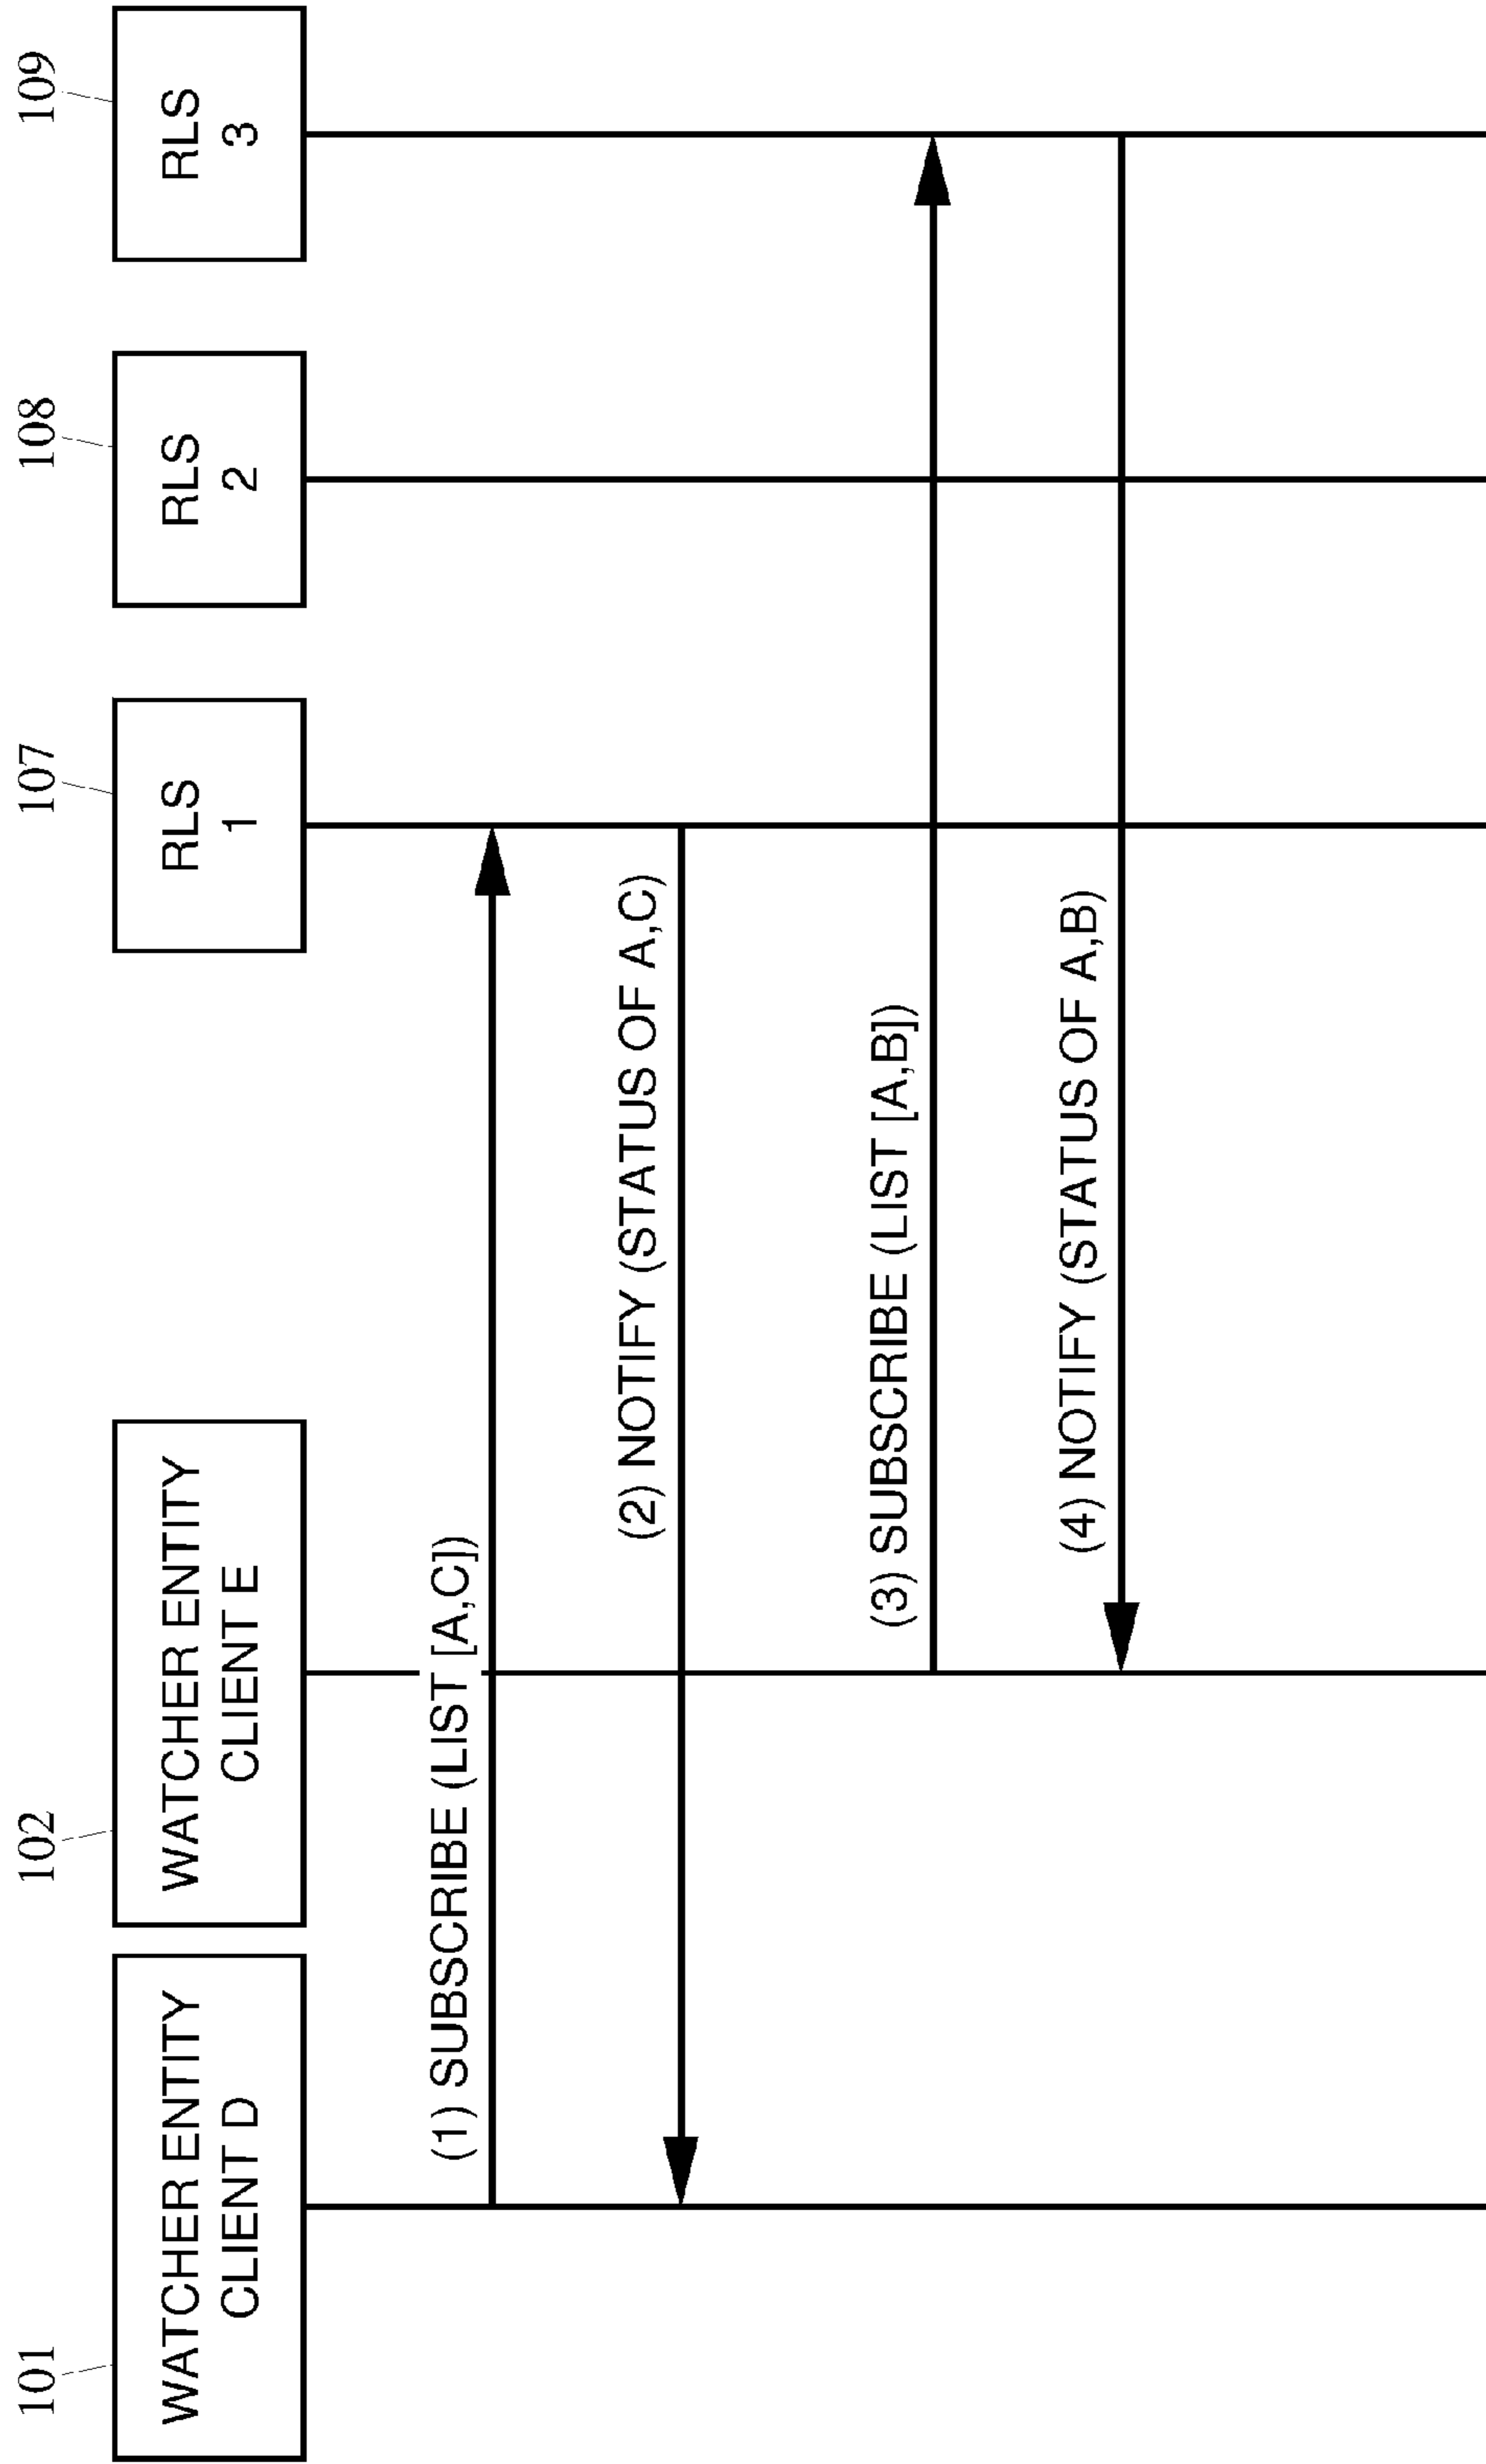 101
WATCHER ENTITY
CLIENT D
102
WATCHER ENTITY
CLIENT E
107
RLS
1
108
RLS
2
109
RLS
3
(1) SUBSCRIBE (LIST [A,C])
(2) NOTIFY (STATUS OF A,C)
(3) SUBSCRIBE (LIST [A,B])
(4) NOTIFY (STATUS OF A,B)